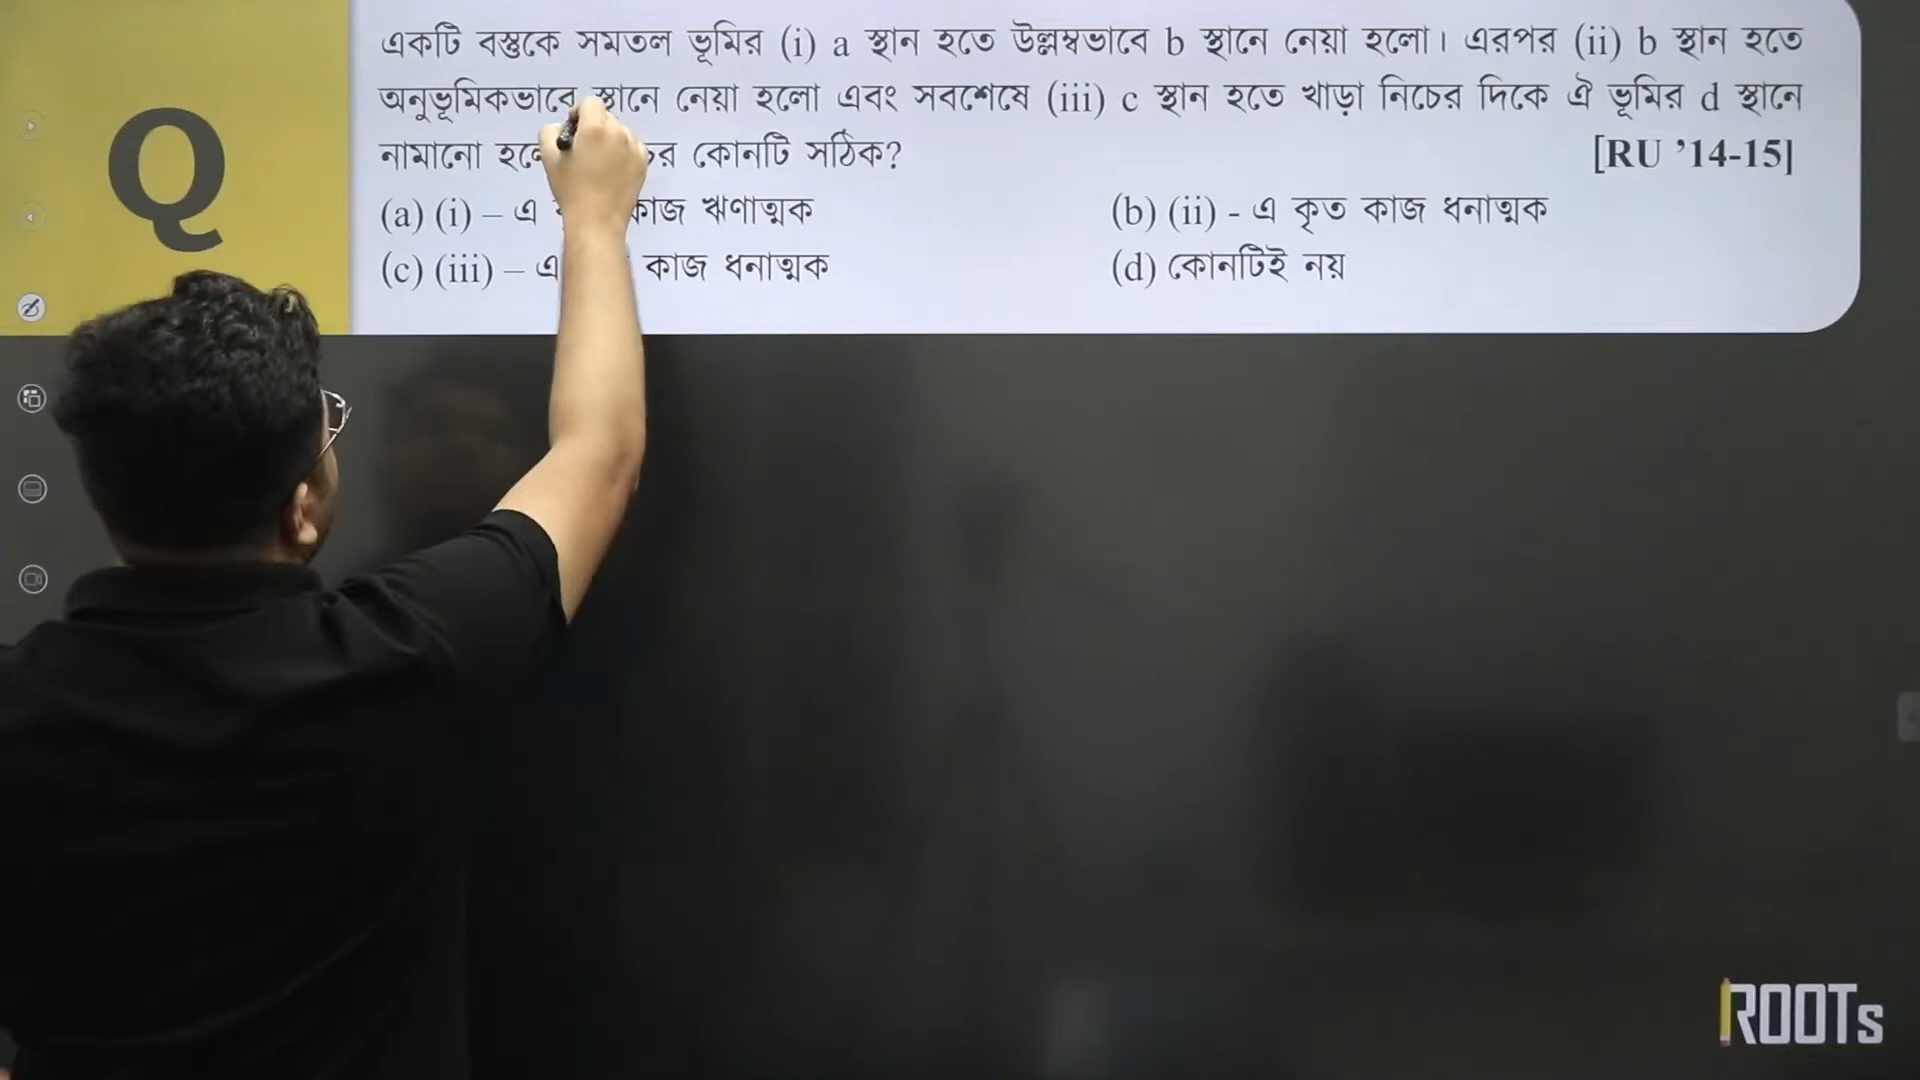 Q
একটি বস্তুকে সমতল ভূমির (i) a স্থান হতে উল্লম্বভাবে b স্থানে নেয়া হলো। এরপর (ii) b স্থান হতে
অনুভূমিকভাবে স্থানে নেয়া হলো এবং সবশেষে (iii) c স্থান হতে খাড়া নিচের দিকে ঐ ভূমির d স্থানে
নামানো কোনটি সঠিক? [RU ’14-15]
(a) (i) – এ কাজ ঋণাত্মক (b) (ii) - এ কৃত কাজ ধনাত্মক
(c) (iii) – এ কাজ ধনাত্মক (d) কোনটিই নয়
ROOTs